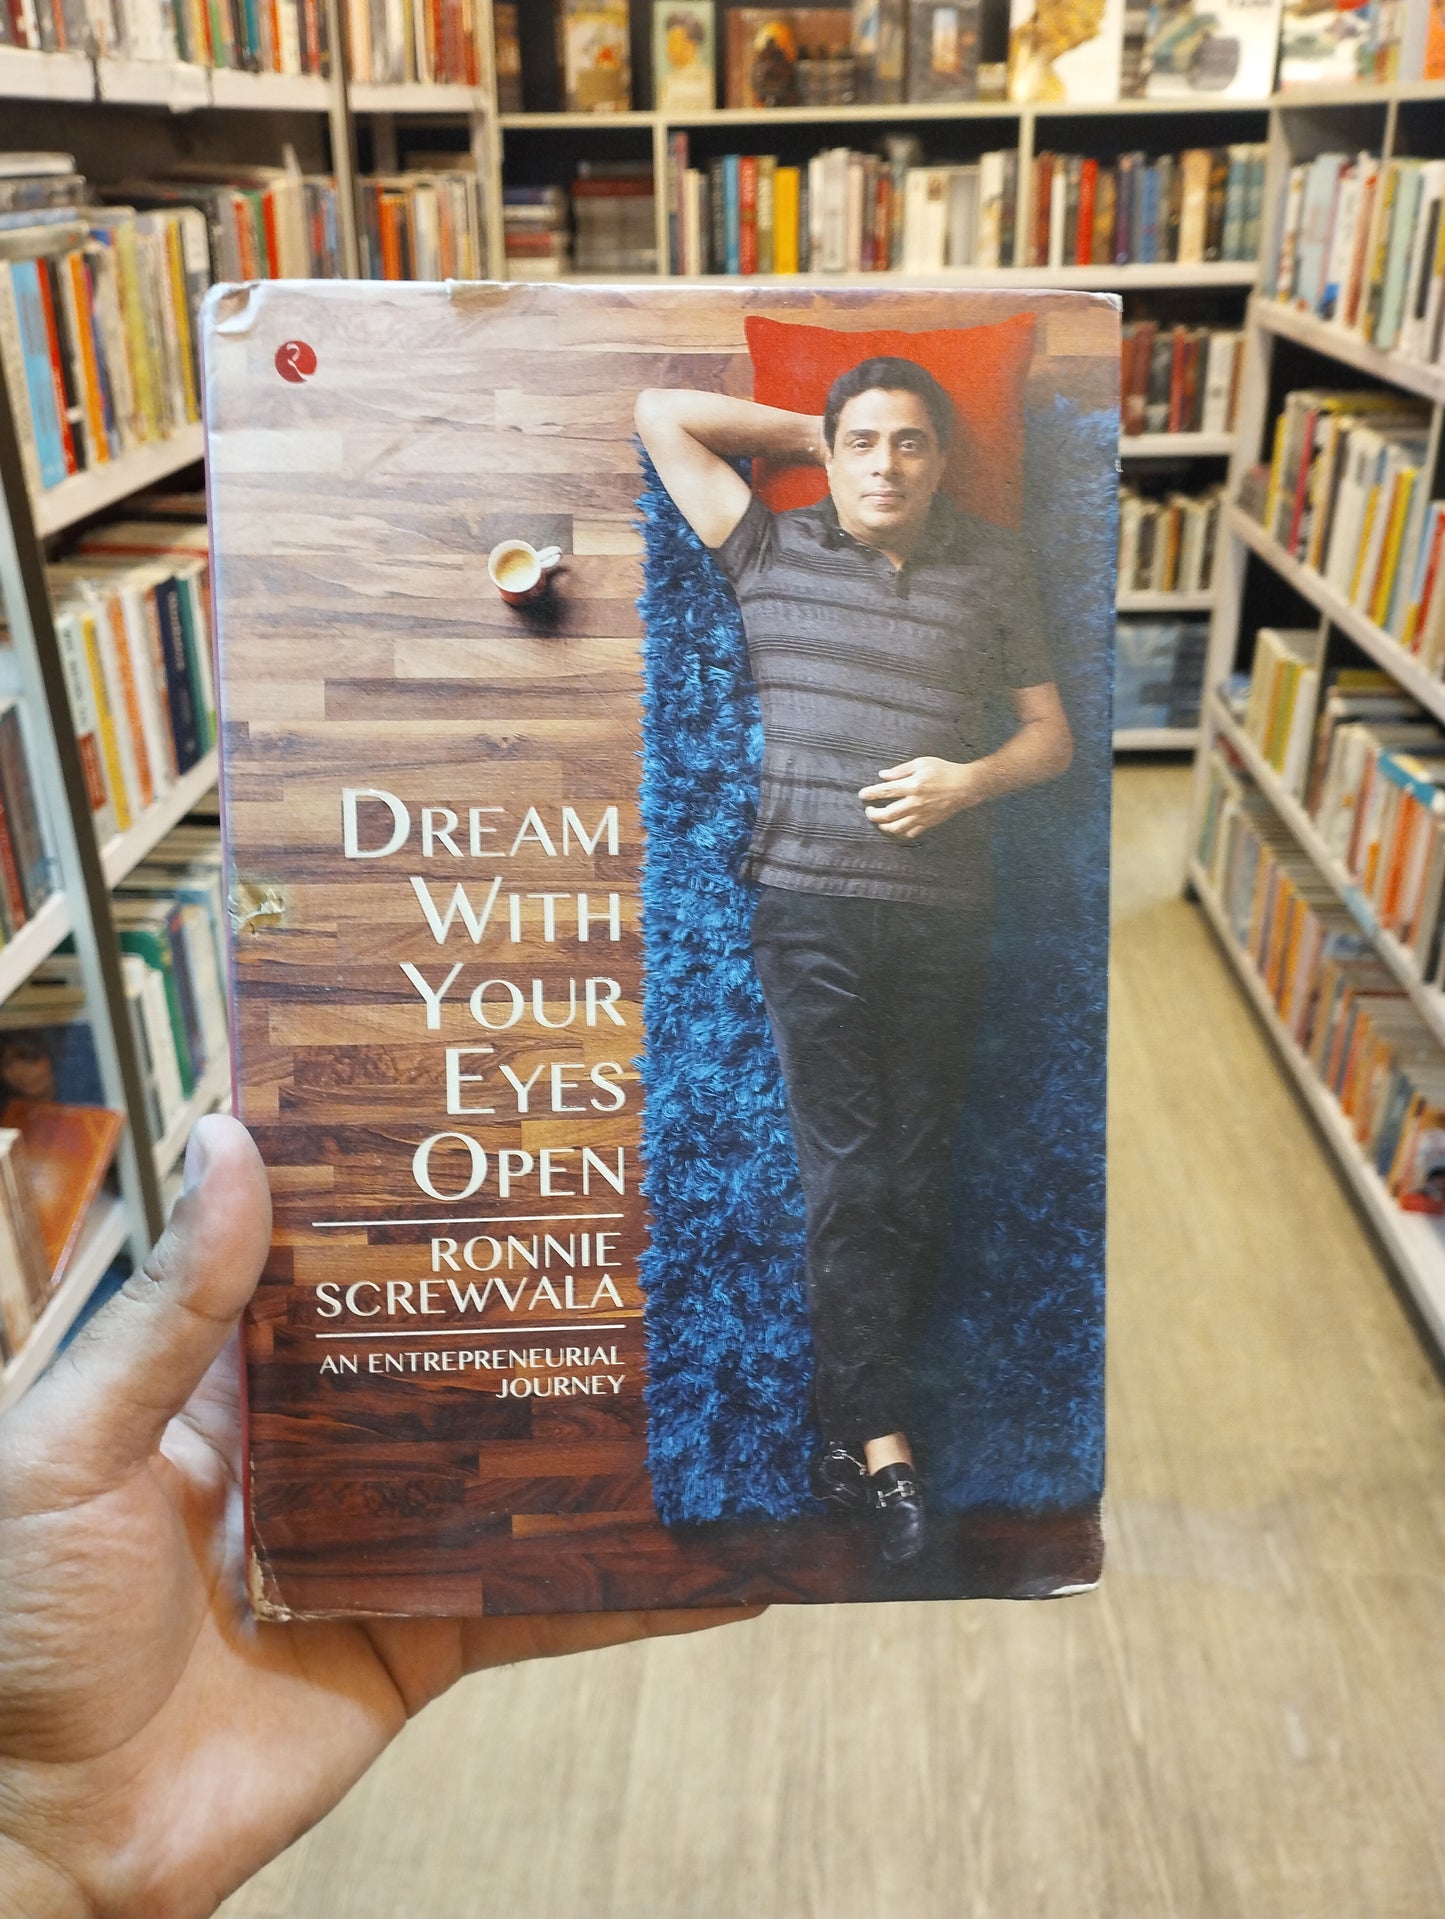 DREAM
WITH
YOUR
EYES
OPEN
RONNIE
SCREWVALA
AN ENTREPRENEURIAL
JOURNEY